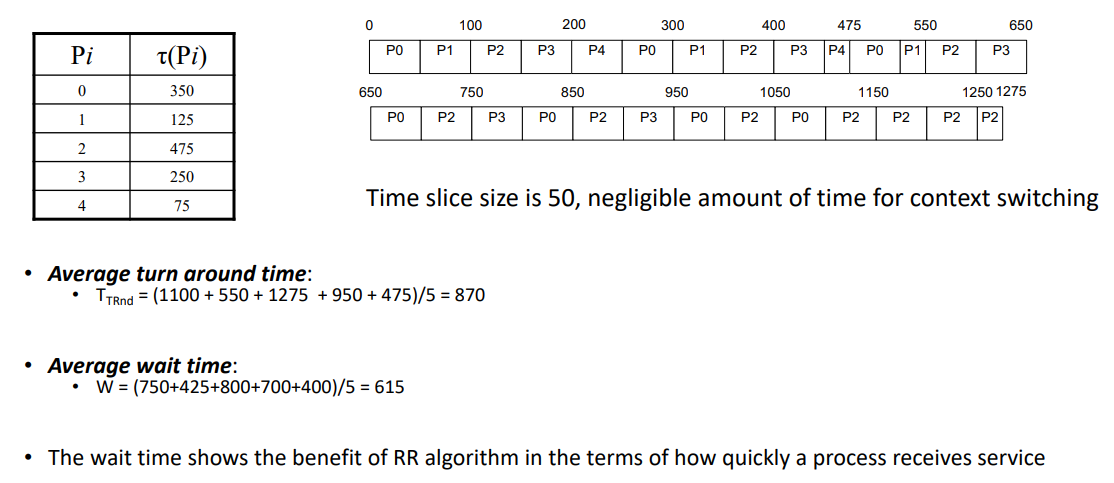 Pi τ(Pi)
0 350
1 125
2 475
3 250
4 75
0 100 200 300 400 475 550 650
P0 P1 P2 P3 P4 P0 P1 P2 P3 P4 P0 P1 P2 P3
650 750 850 950 1050 1150 1250 1275
P0 P2 P3 P0 P2 P3 P0 P2 P0 P2 P2 P2 P2
Time slice size is 50, negligible amount of time for context switching
• Average turn around time:
• TTRnd = (1100 + 550 + 1275 + 950 + 475)/5 = 870
• Average wait time:
• W = (750+425+800+700+400)/5 = 615
• The wait time shows the benefit of RR algorithm in the terms of how quickly a process receives service